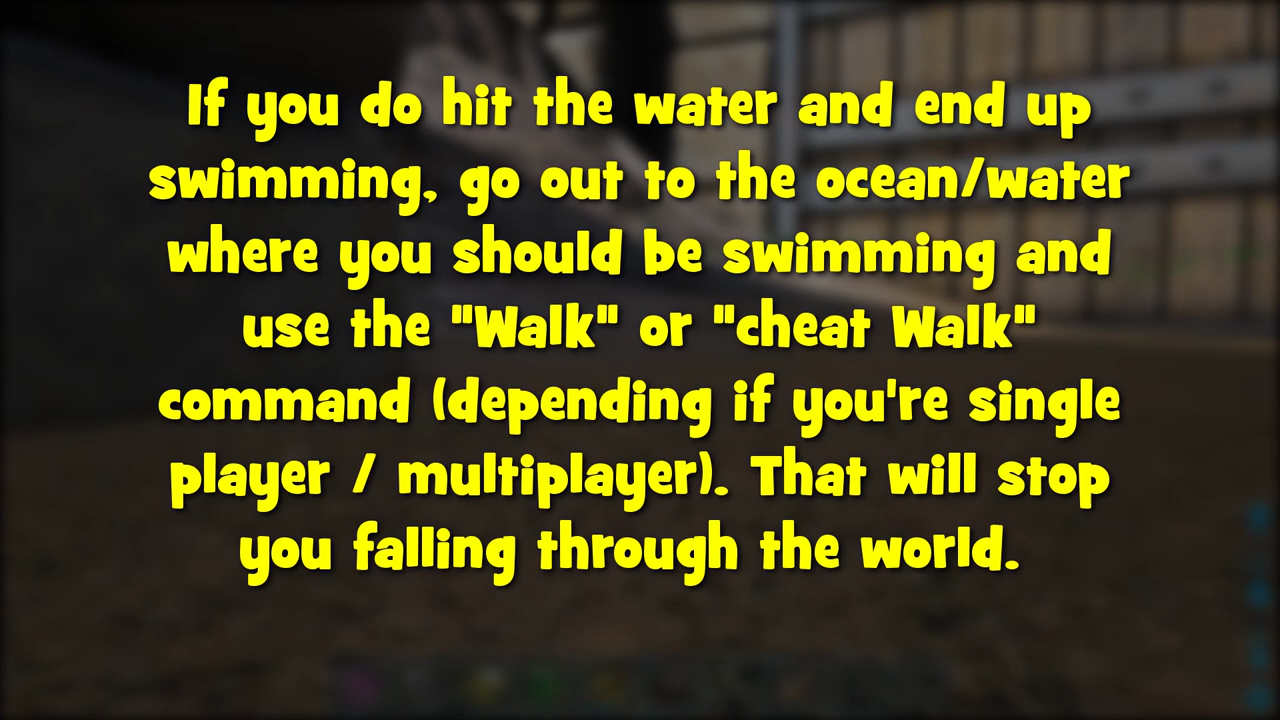 If you do hit the water and end up
swimming, go out to the ocean/water
where you should be swimming and
use the "Walk" or "cheat Walk"
command (depending if you're single
player / multiplayer). That will stop
you falling through the world.